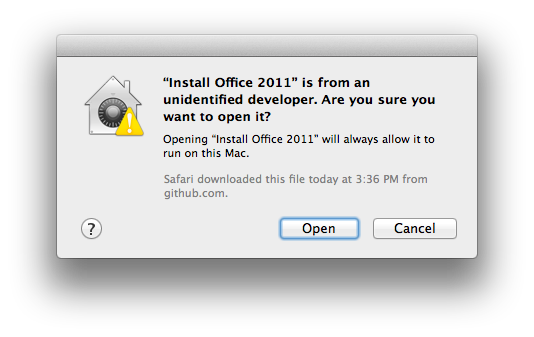 “Install Office 2011” is from an
unidentified developer. Are you sure you
want to open it?
Opening “Install Office 2011” will always allow it to
run on this Mac.
Safari downloaded this file today at 3:36 PM from
github.com.
?
Open
Cancel